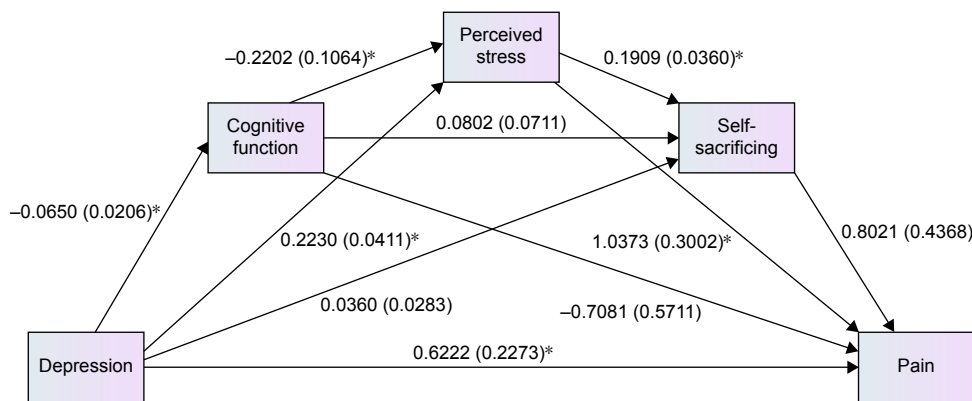 Perceived
stress
–0.2202 (0.1064)*
0.1909 (0.0360)*
Cognitive
function
0.0802 (0.0711)
Self-
sacrificing
–0.0650 (0.0206)*
0.2230 (0.0411)*
1.0373 (0.3002)*
0.8021 (0.4368)
0.0360 (0.0283)
–0.7081 (0.5711)
Depression
0.6222 (0.2273)*
Pain